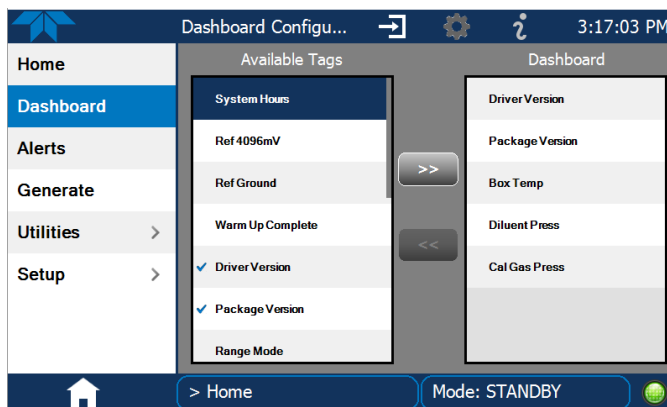 Dashboard Configu... 3:17:03 PM
Home
Dashboard
Alerts
Generate
Utilities >
Setup >
Available Tags
System Hours
Ref 4096mV
Ref Ground
Warm Up Complete
Driver Version
Package Version
Range Mode
>>
<<
Dashboard
Driver Version
Package Version
Box Temp
Diluent Press
Cal Gas Press
> Home
Mode: STANDBY